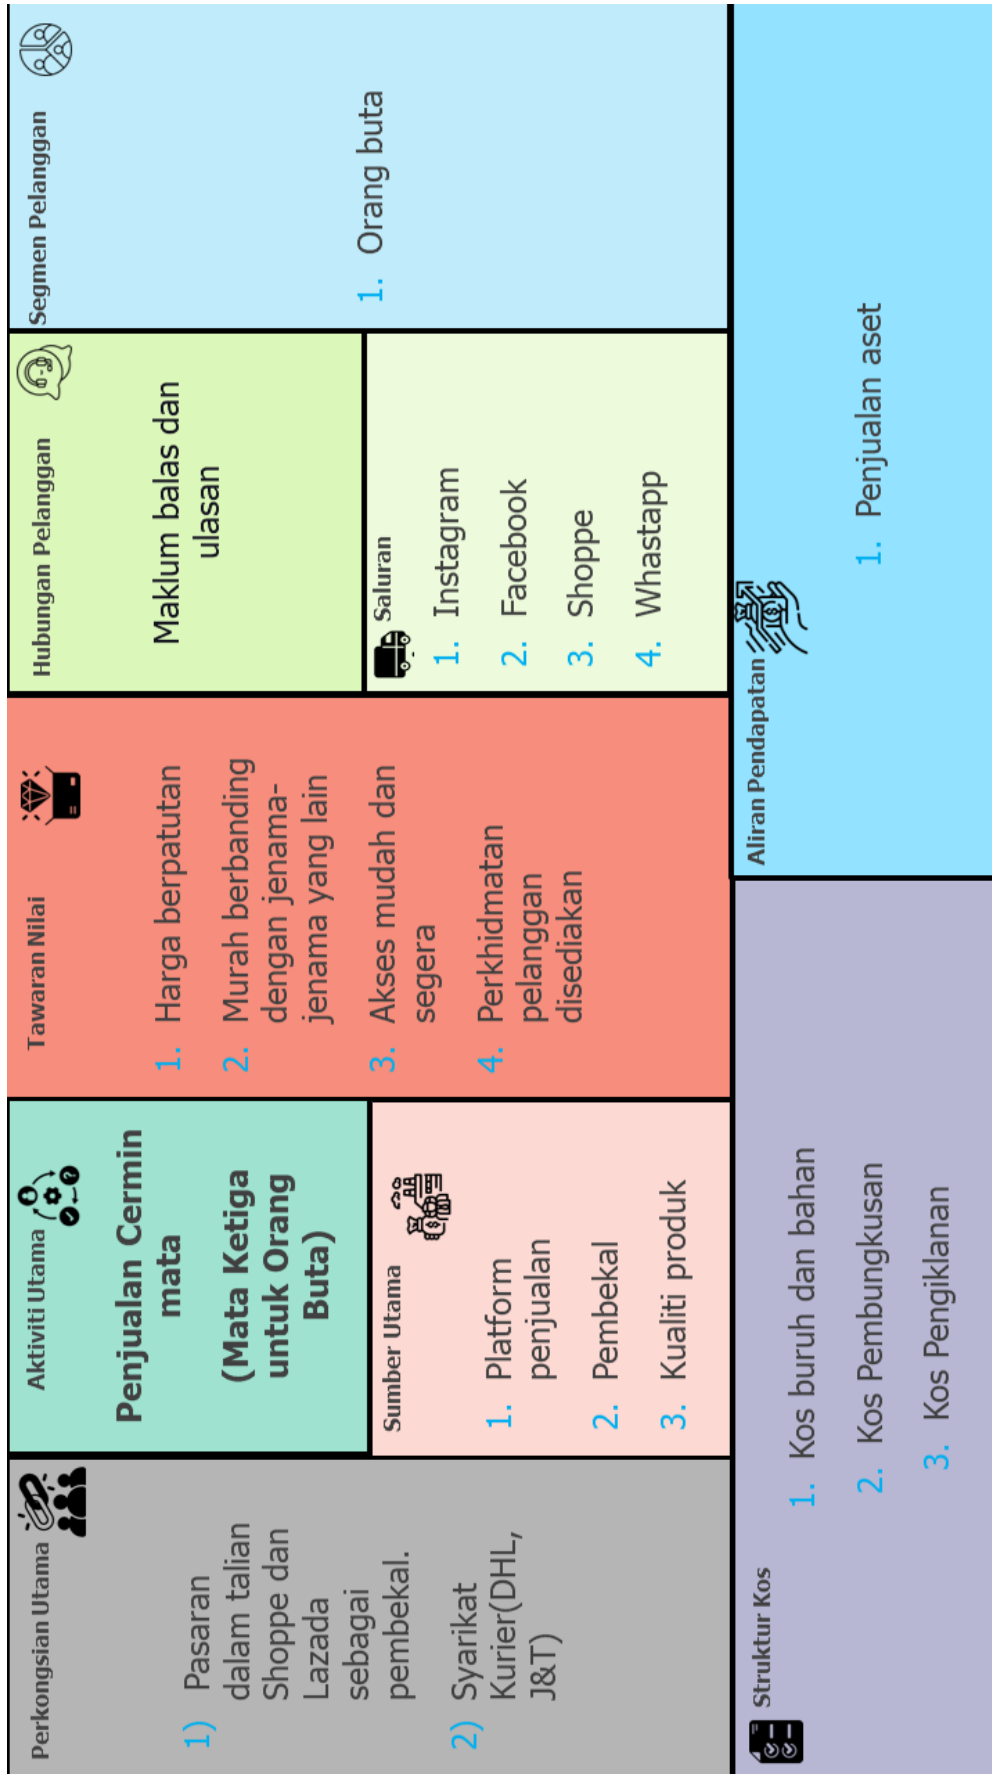 Perkongsian Utama
1) Pasaran
dalam talian
Shoppe dan
Lazada
sebagai
pembekal.
2) Syarikat
Kurier(DHL,
J&T)
Aktiviti Utama
Penjualan Cermin
mata
(Mata Ketiga
untuk Orang
Buta)
Sumber Utama
1. Platform
penjualan
2. Pembekal
3. Kualiti produk
Tawaran Nilai
1. Harga berpatutan
2. Murah berbanding
dengan jenama-
jenama yang lain
3. Akses mudah dan
segera
4. Perkhidmatan
pelanggan
disediakan
Hubungan Pelanggan
Maklum balas dan
ulasan
Saluran
1. Instagram
2. Facebook
3. Shoppe
4. Whastapp
Segmen Pelanggan
1. Orang buta
Struktur Kos
1. Kos buruh dan bahan
2. Kos Pembungkusan
3. Kos Pengiklanan
Aliran Pendapatan
1. Penjualan aset